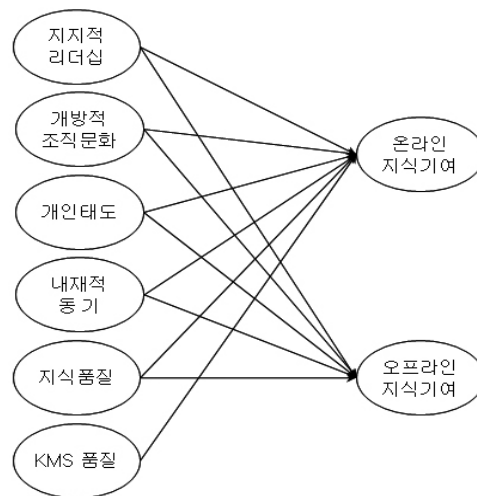 지지적
리더십
개방적
조직문화
개인태도
내재적
동 기
지식품질
KMS 품질
온라인
지식기여
오프라인
지식기여